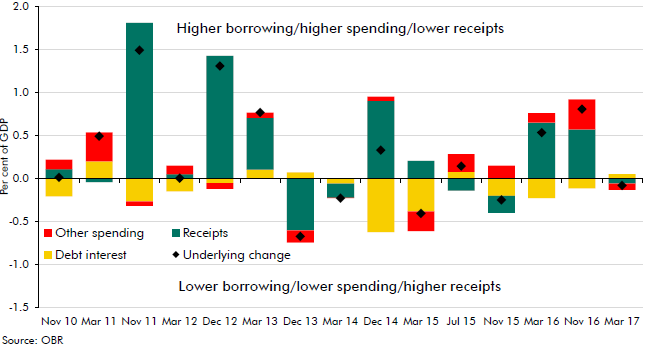 2.0
1.5
1.0
0.5
0.0
-0.5
-1.0
-1.5
Per cent of GDP
Higher borrowing/higher spending/lower receipts
Other spending
Receipts
Debt interest
Underlying change
Lower borrowing/lower spending/higher receipts
Nov 10 Mar 11 Nov 11 Mar 12 Dec 12 Mar 13 Dec 13 Mar 14 Dec 14 Mar 15 Jul 15 Nov 15 Mar 16 Nov 16 Mar 17
Source: OBR